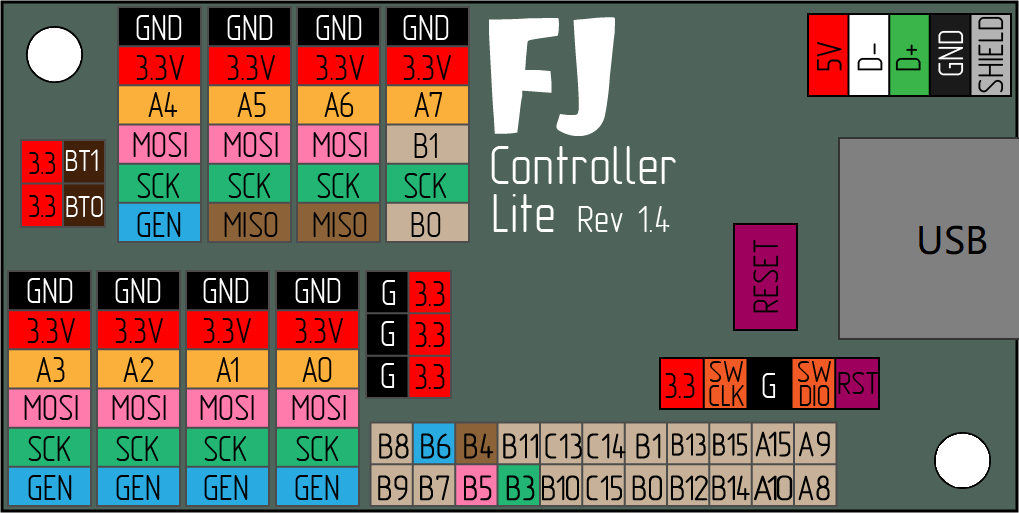 GND GND GND GND
3.3V 3.3V 3.3V 3.3V
A4 A5 A6 A7
MOSI MOSI MOSI B1
SCK SCK SCK SCK
GEN MISO MISO B0
3.3 BT1
3.3 BT0
FJ
Controller
Lite Rev 1.4
5V D- D+ GND SHIELD
USB
RESET
GND GND GND GND
3.3V 3.3V 3.3V 3.3V
A3 A2 A1 A0
MOSI MOSI MOSI MOSI
SCK SCK SCK SCK
GEN GEN GEN GEN
G 3.3
G 3.3
G 3.3
3.3 SW CLK G SW DIO RST
B8 B6 B4 B11 C13 C14 B1 B13 B15 A15 A9
B9 B7 B5 B3 B10 C15 B0 B12 B14 A10 A8